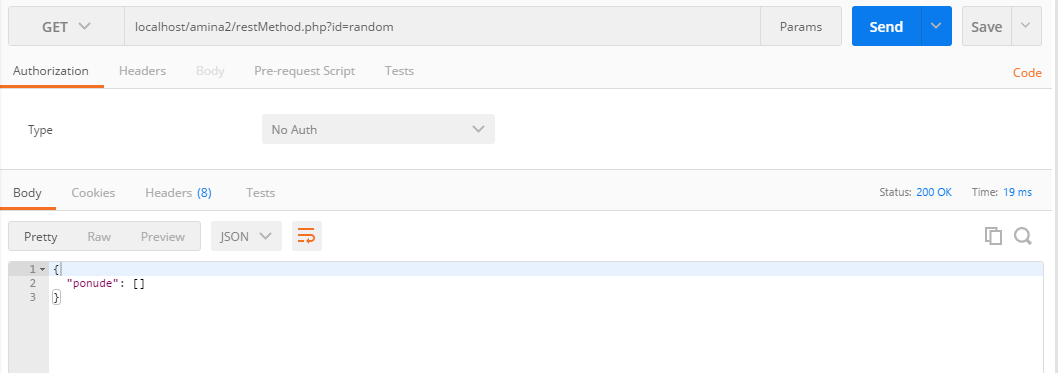 GET localhost/amina2/restMethod.php?id=random Params Send Save
Authorization Headers Body Pre-request Script Tests Code
Type No Auth
Body Cookies Headers (8) Tests Status: 200 OK Time: 19 ms
Pretty Raw Preview JSON
1 {
2 "ponude": []
3 }